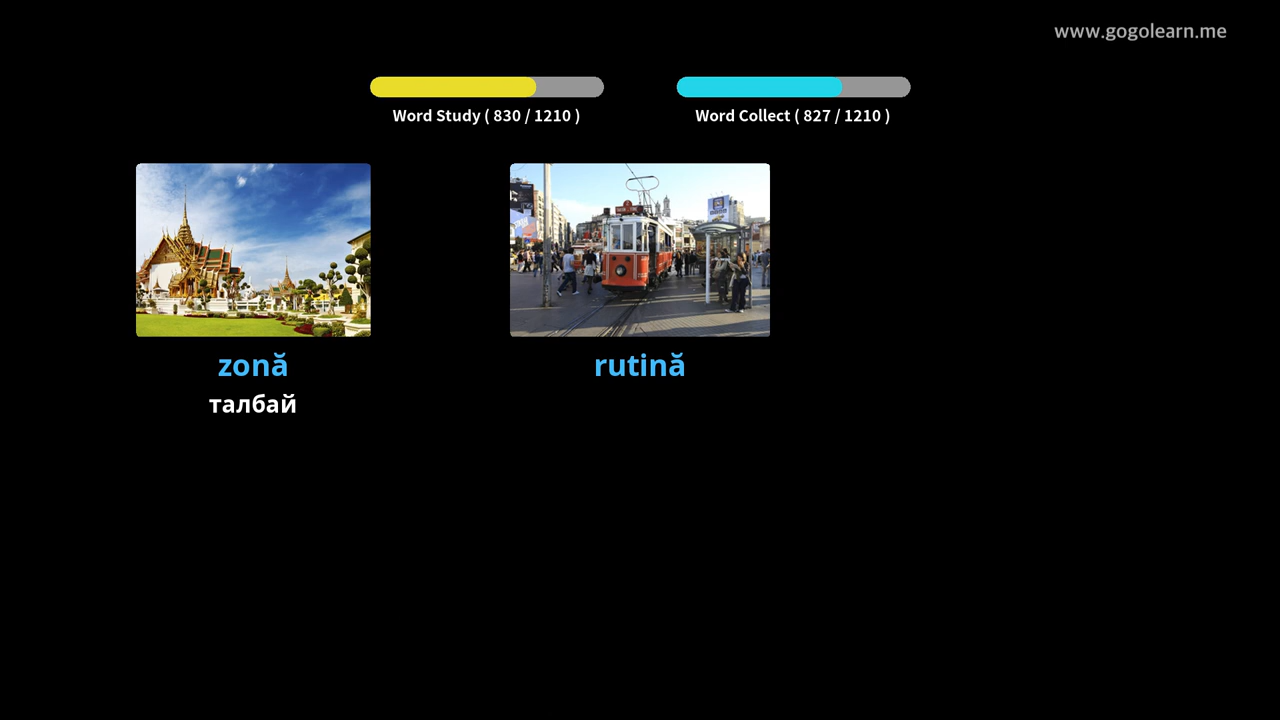 www.gogolearn.me
Word Study ( 830 / 1210 )
Word Collect ( 827 / 1210 )
zonă
rutină
талбай